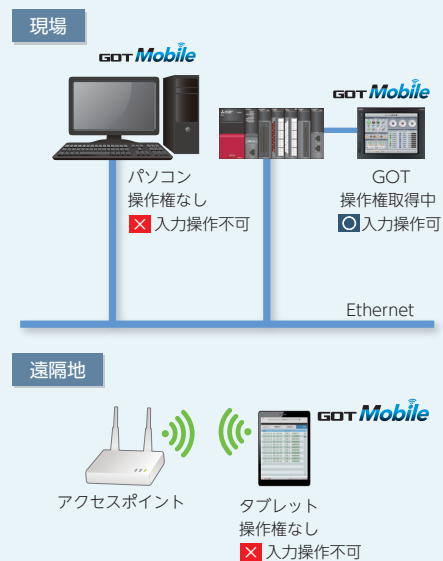 現場
GOT Mobile
GOT Mobile
パソコン
操作権なし
× 入力操作不可
GOT
操作権取得中
○ 入力操作可
Ethernet
遠隔地
GOT Mobile
アクセスポイント
タブレット
操作権なし
× 入力操作不可